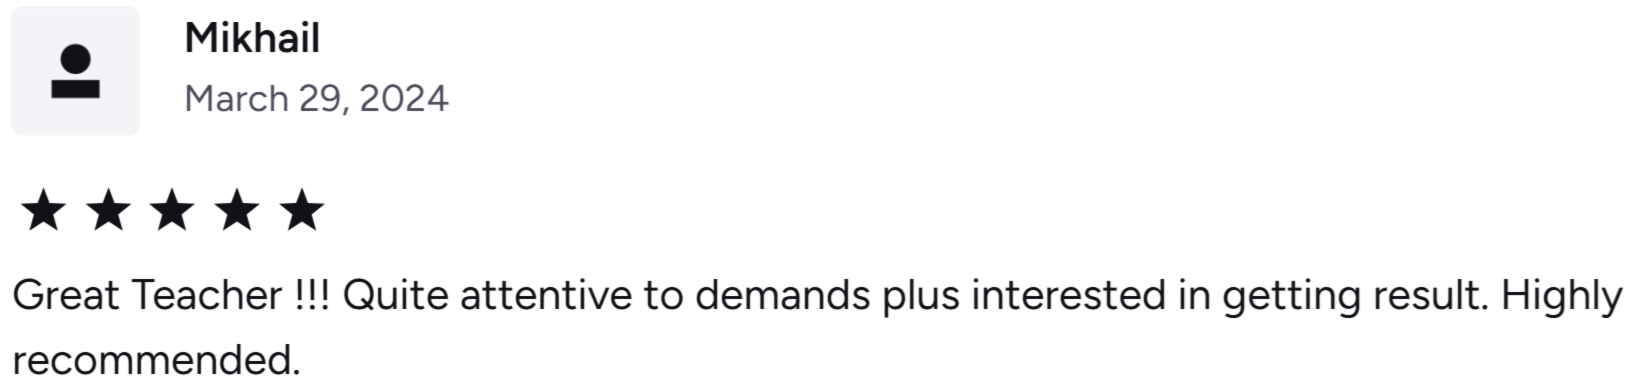 Mikhail
March 29, 2024
Great Teacher !!! Quite attentive to demands plus interested in getting result. Highly
recommended.